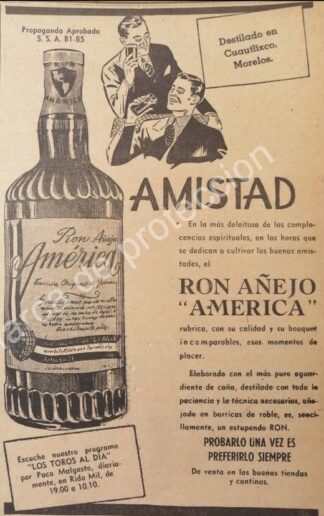 Propaganda Aprobada
S. S. A. B1-85
Destilado en
Cuautlixco,
Morelos.
AMERICA
Ron Añejo
América
AMISTAD
En la más deleitosa de las compla-
cencias espirituales, en las horas que
se dedican a cultivar las buenas amis-
tades, el
RON AÑEJO
"AMERICA"
rubrica, con su calidad y su bouquet
incomparables, esos momentos de
placer.
Elaborado con el más puro aguar-
diente de caña, destilado con toda la
paciencia y la técnica necesarias, añe-
jado en barricas de roble, es, senci-
llamente, un estupendo RON.
PROBARLO UNA VEZ ES
PREFERIRLO SIEMPRE
De venta en las buenas tiendas
y cantinas.
Escuche nuestro programa
"LOS TOROS AL DIA"
por Paco Malgesto, diaria-
mente, en Rido Mil, de
19.00 a 10.10.